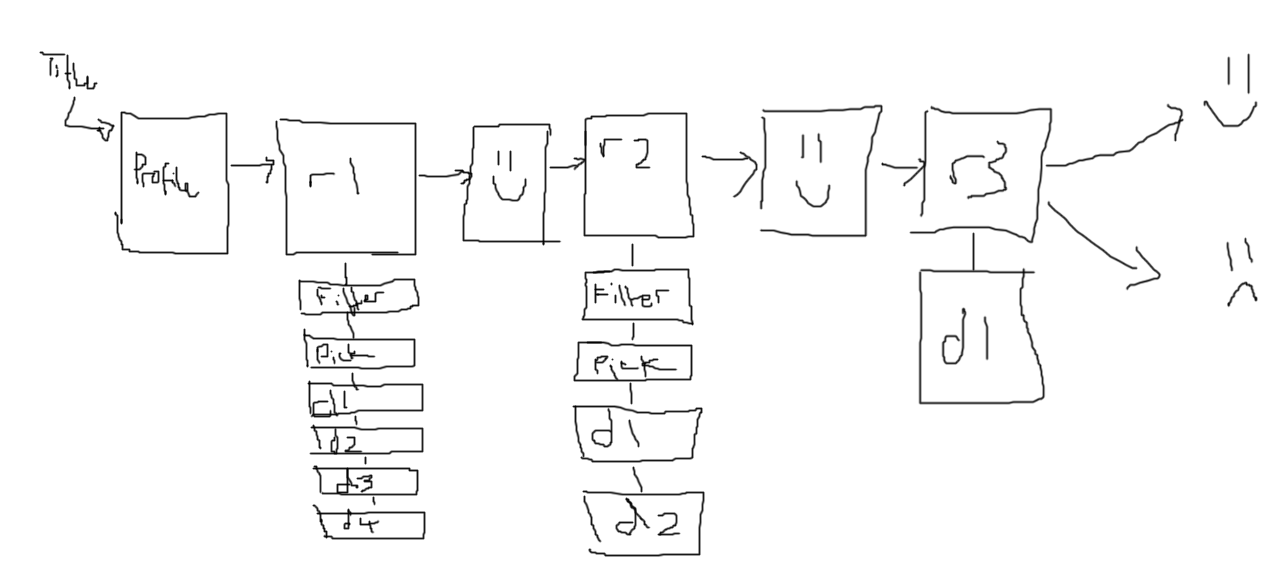 Title
Profile
r1
Filter
Pick
d1
d2
d3
d4
r2
Filter
Pick
d1
d2
r3
d1